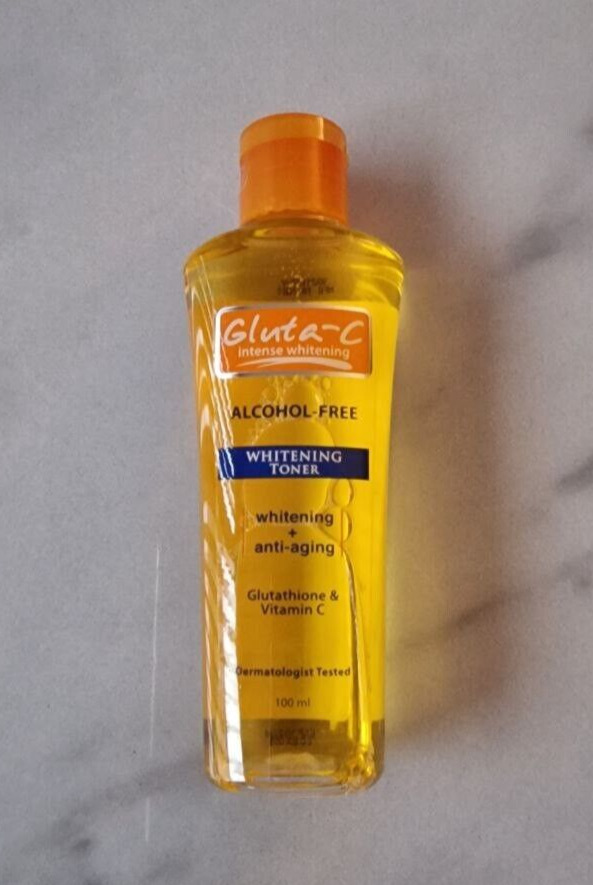 Gluta-C
intense whitening
ALCOHOL-FREE
WHITENING
TONER
whitening
+
anti-aging
Glutathione &
Vitamin C
Dermatologist Tested
100 ml